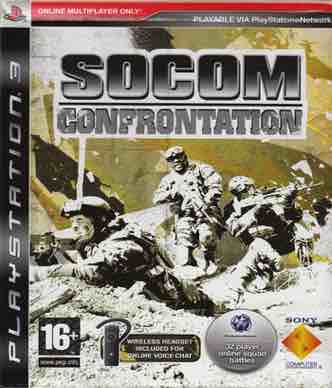 ONLINE MULTIPLAYER ONLY
PLAYABLE VIA PlayStation®Network
PLAYSTATION 3
SOCOM
CONFRONTATION
16+
www.pegi.info
WIRELESS HEADSET
INCLUDED FOR
ONLINE VOICE CHAT
32 player
online squad
battles
SONY
COMPUTER